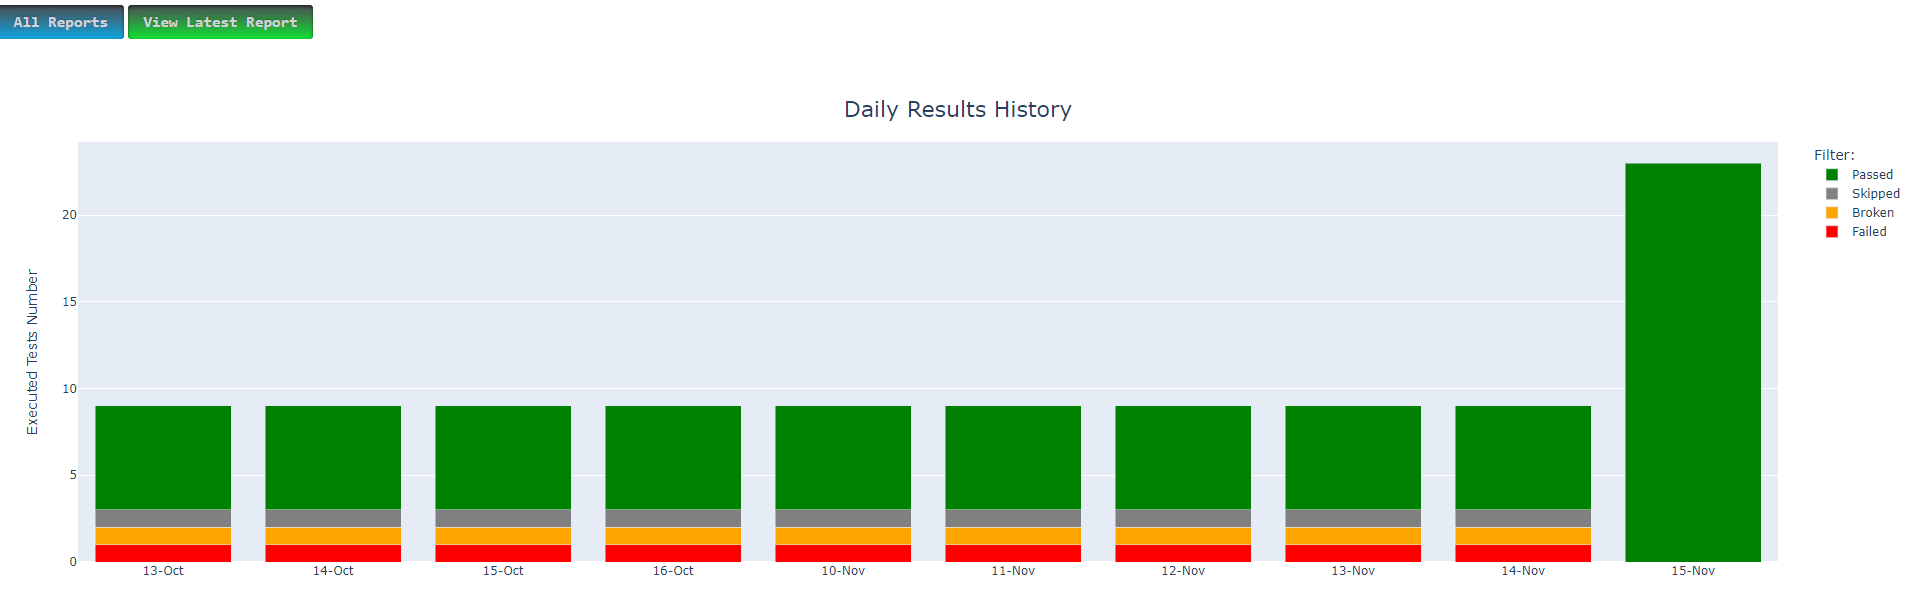 All Reports View Latest Report
Daily Results History
Filter:
Passed
Skipped
Broken
Failed
Executed Tests Number
20
15
10
5
0
13-Oct 14-Oct 15-Oct 16-Oct 10-Nov 11-Nov 12-Nov 13-Nov 14-Nov 15-Nov